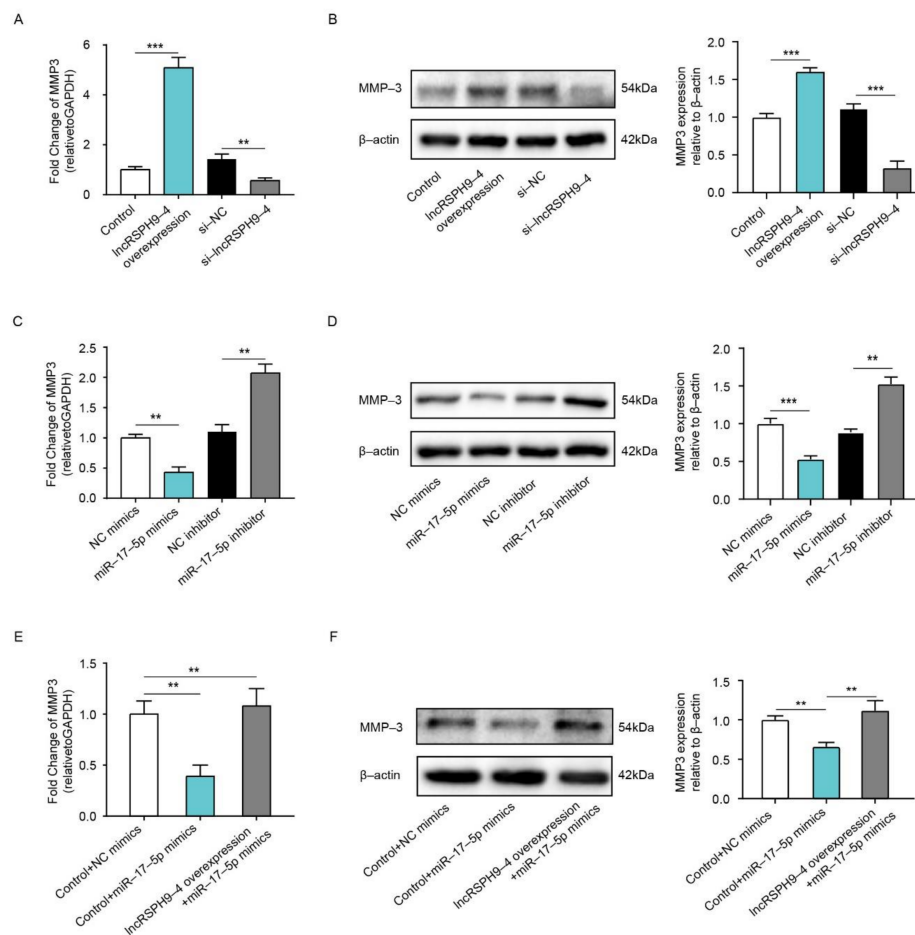 A
Fold Change of MMP3
(relativetoGAPDH)
6
4
2
0
***
**
Control
lncRSPH9–4
overexpression
si–NC
si–lncRSPH9–4
B
MMP–3
54kDa
β–actin
42kDa
Control
lncRSPH9–4
overexpression
si–NC
si–lncRSPH9–4
MMP3 expression
relative to β–actin
2.0
1.5
1.0
0.5
0.0
***
***
Control
lncRSPH9–4
overexpression
si–NC
si–lncRSPH9–4
C
Fold Change of MMP3
(relativetoGAPDH)
2.5
2.0
1.5
1.0
0.5
0.0
**
**
NC mimics
miR–17–5p mimics
NC inhibitor
miR–17–5p inhibitor
D
MMP–3
54kDa
β–actin
42kDa
NC mimics
miR–17–5p mimics
NC inhibitor
miR–17–5p inhibitor
MMP3 expression
relative to β–actin
2.0
1.5
1.0
0.5
0.0
***
**
NC mimics
miR–17–5p mimics
NC inhibitor
miR–17–5p inhibitor
E
Fold Change of MMP3
(relativetoGAPDH)
1.5
1.0
0.5
0.0
**
**
Control+NC mimics
Control+miR–17–5p mimics
lncRSPH9–4 overexpression
+miR–17–5p mimics
F
MMP–3
54kDa
β–actin
42kDa
Control+NC mimics
Control+miR–17–5p mimics
lncRSPH9–4 overexpression
+miR–17–5p mimics
MMP3 expression
relative to β–actin
1.5
1.0
0.5
0.0
**
**
Control+NC mimics
Control+miR–17–5p mimics
lncRSPH9–4 overexpression
+miR–17–5p mimics